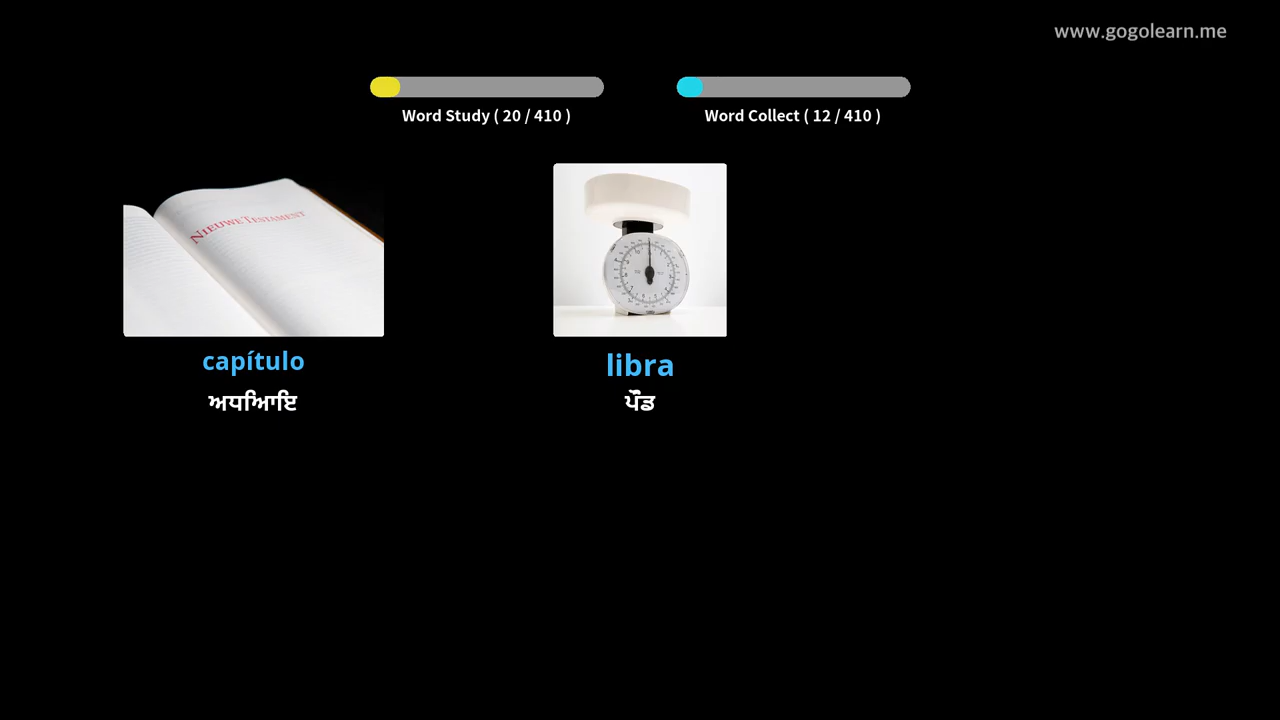 www.gogolearn.me
Word Study ( 20 / 410 )
Word Collect ( 12 / 410 )
NIEUWE TESTAMENT
capítulo
ਅਧਿਆਇ
libra
ਪੌਂਡ